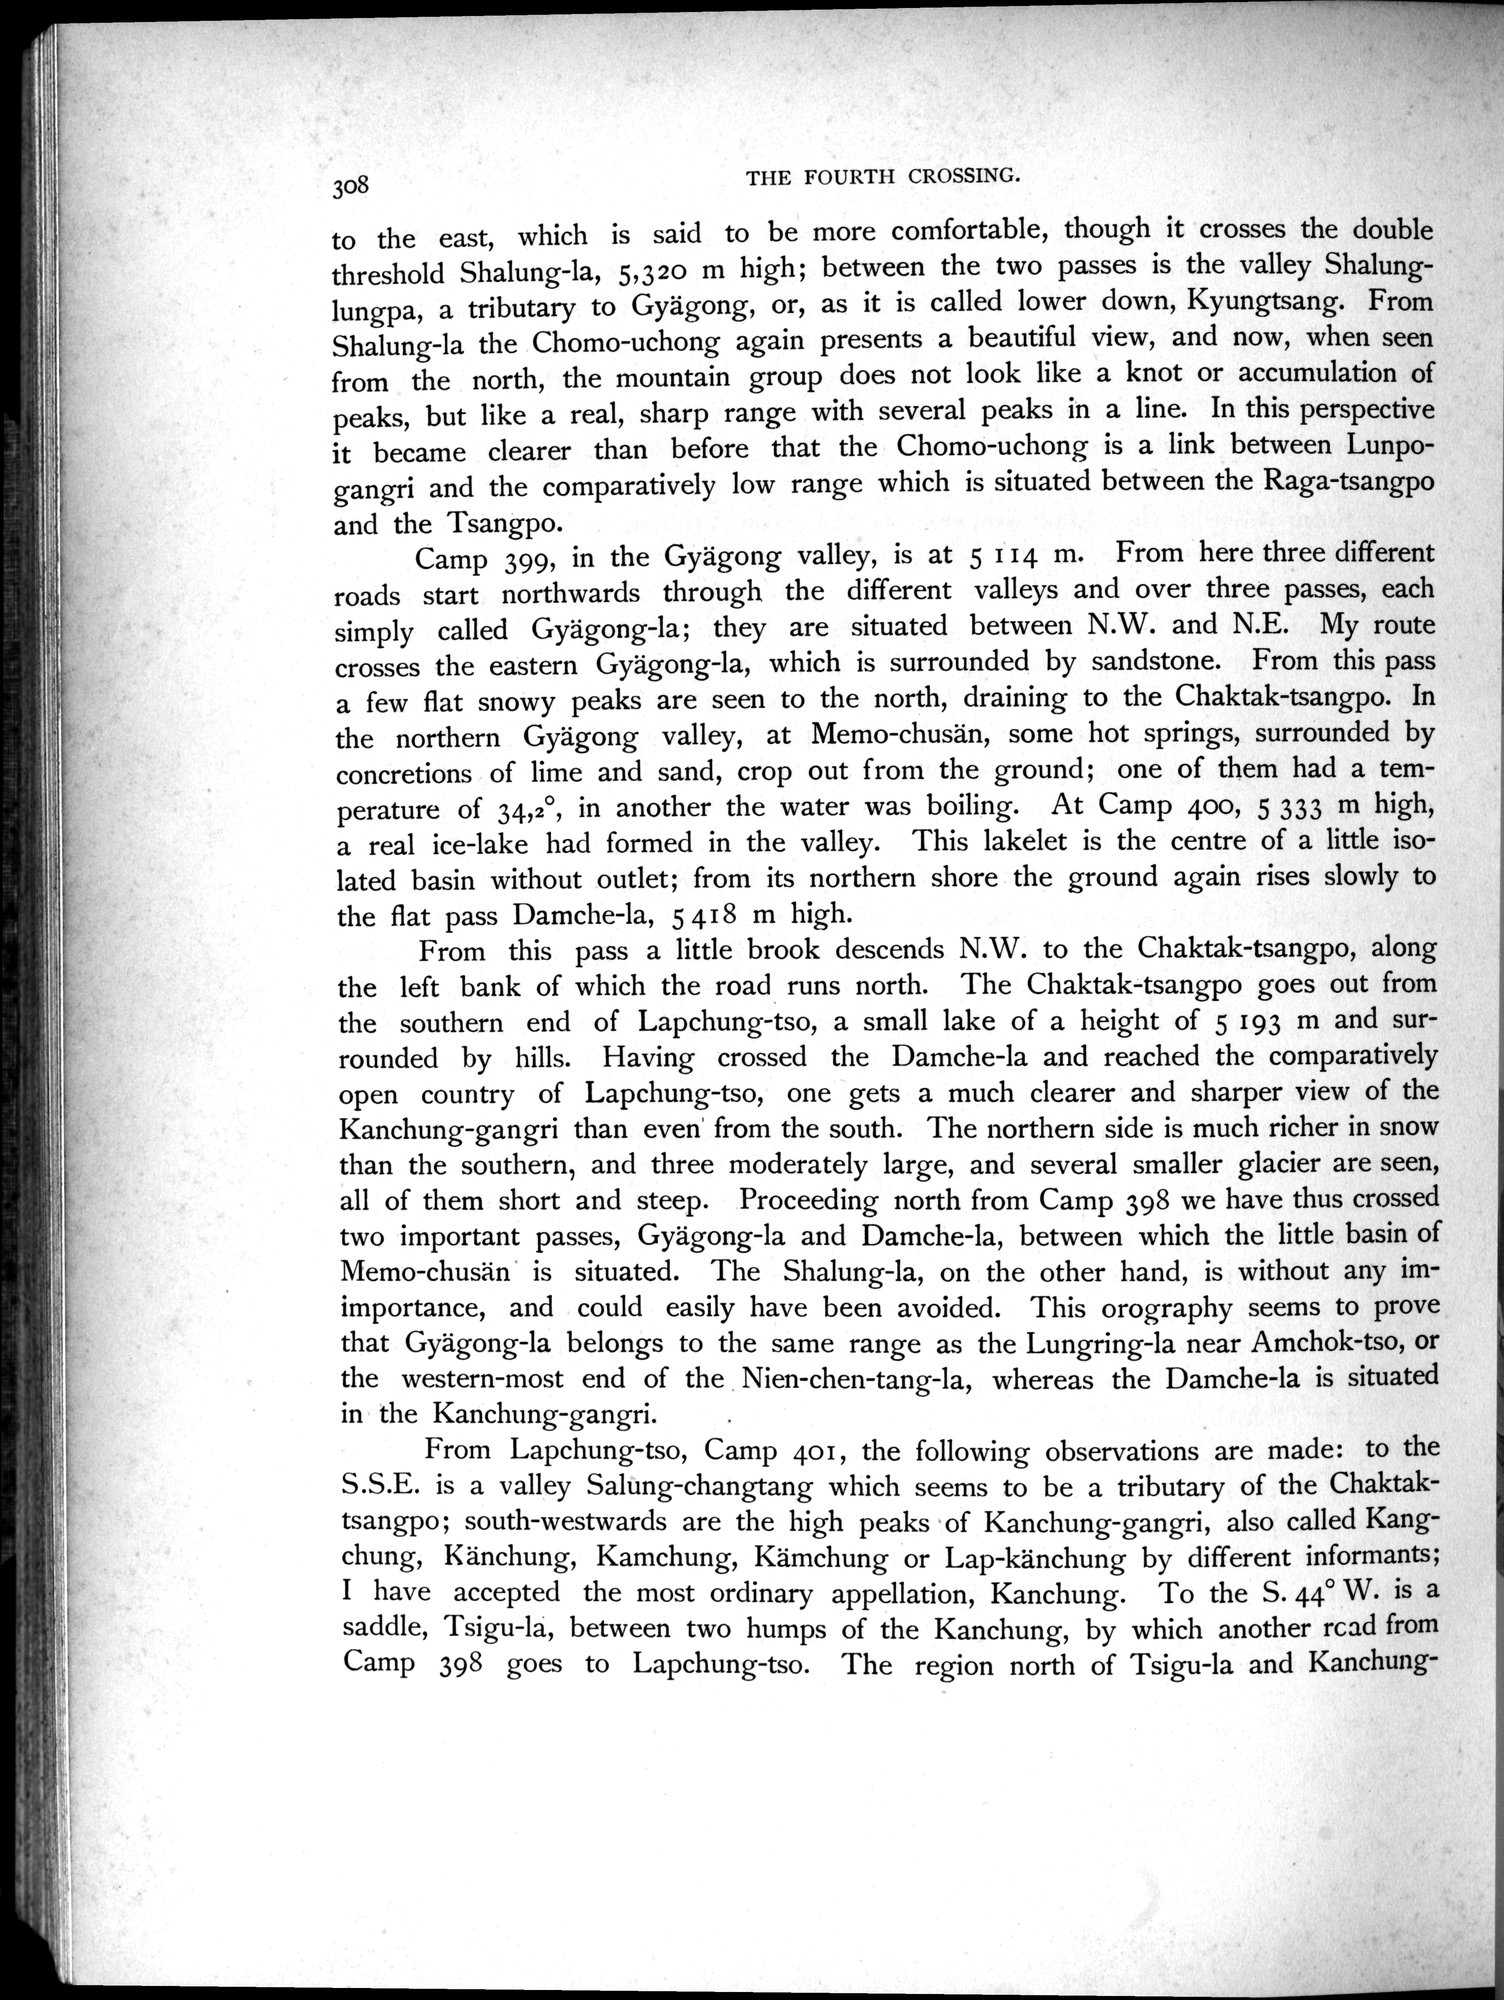 308
THE FOURTH CROSSING.
to the east, which is said to be more comfortable, though it crosses the double
threshold Shalung-la, 5,320 m high; between the two passes is the valley Shalung-
lungpa, a tributary to Gyägong, or, as it is called lower down, Kyungtsang. From
Shalung-la the Chomo-uchong again presents a beautiful view, and now, when seen
from the north, the mountain group does not look like a knot or accumulation of
peaks, but like a real, sharp range with several peaks in a line. In this perspective
it became clearer than before that the Chomo-uchong is a link between Lunpo-
gangri and the comparatively low range which is situated between the Raga-tsangpo
and the Tsangpo.
Camp 399, in the Gyägong valley, is at 5 114 m. From here three different
roads start northwards through the different valleys and over three passes, each
simply called Gyägong-la; they are situated between N.W. and N.E. My route
crosses the eastern Gyägong-la, which is surrounded by sandstone. From this pass
a few flat snowy peaks are seen to the north, draining to the Chaktak-tsangpo. In
the northern Gyägong valley, at Memo-chusän, some hot springs, surrounded by
concretions of lime and sand, crop out from the ground; one of them had a tem-
perature of 34,2°, in another the water was boiling. At Camp 400, 5 333 m high,
a real ice-lake had formed in the valley. This lakelet is the centre of a little iso-
lated basin without outlet; from its northern shore the ground again rises slowly to
the flat pass Damche-la, 5 418 m high.
From this pass a little brook descends N.W. to the Chaktak-tsangpo, along
the left bank of which the road runs north. The Chaktak-tsangpo goes out from
the southern end of Lapchung-tso, a small lake of a height of 5 193 m and sur-
rounded by hills. Having crossed the Damche-la and reached the comparatively
open country of Lapchung-tso, one gets a much clearer and sharper view of the
Kanchung-gangri than even from the south. The northern side is much richer in snow
than the southern, and three moderately large, and several smaller glacier are seen,
all of them short and steep. Proceeding north from Camp 398 we have thus crossed
two important passes, Gyägong-la and Damche-la, between which the little basin of
Memo-chusän is situated. The Shalung-la, on the other hand, is without any im-
importance, and could easily have been avoided. This orography seems to prove
that Gyägong-la belongs to the same range as the Lungring-la near Amchok-tso, or
the western-most end of the Nien-chen-tang-la, whereas the Damche-la is situated
in the Kanchung-gangri.
From Lapchung-tso, Camp 401, the following observations are made: to the
S.S.E. is a valley Salung-changtang which seems to be a tributary of the Chaktak-
tsangpo; south-westwards are the high peaks of Kanchung-gangri, also called Kang-
chung, Känchung, Kamchung, Kämchung or Lap-känchung by different informants;
I have accepted the most ordinary appellation, Kanchung. To the S. 44° W. is a
saddle, Tsigu-la, between two humps of the Kanchung, by which another road from
Camp 398 goes to Lapchung-tso. The region north of Tsigu-la and Kanchung-